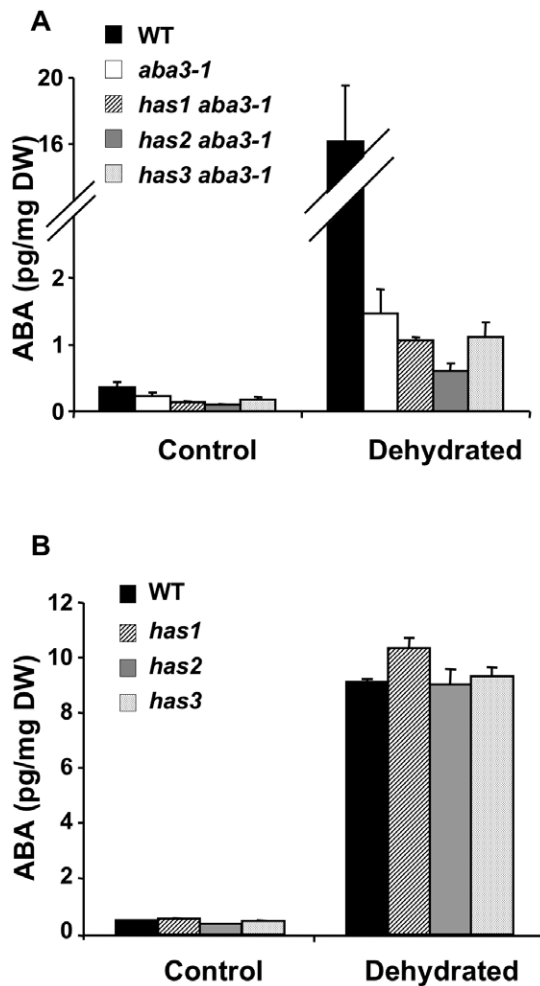 A
WT
aba3-1
has1 aba3-1
has2 aba3-1
has3 aba3-1
ABA (pg/mg DW)
20
16
2
1
0
Control Dehydrated
B
WT
has1
has2
has3
ABA (pg/mg DW)
12
10
8
6
4
2
0
Control Dehydrated